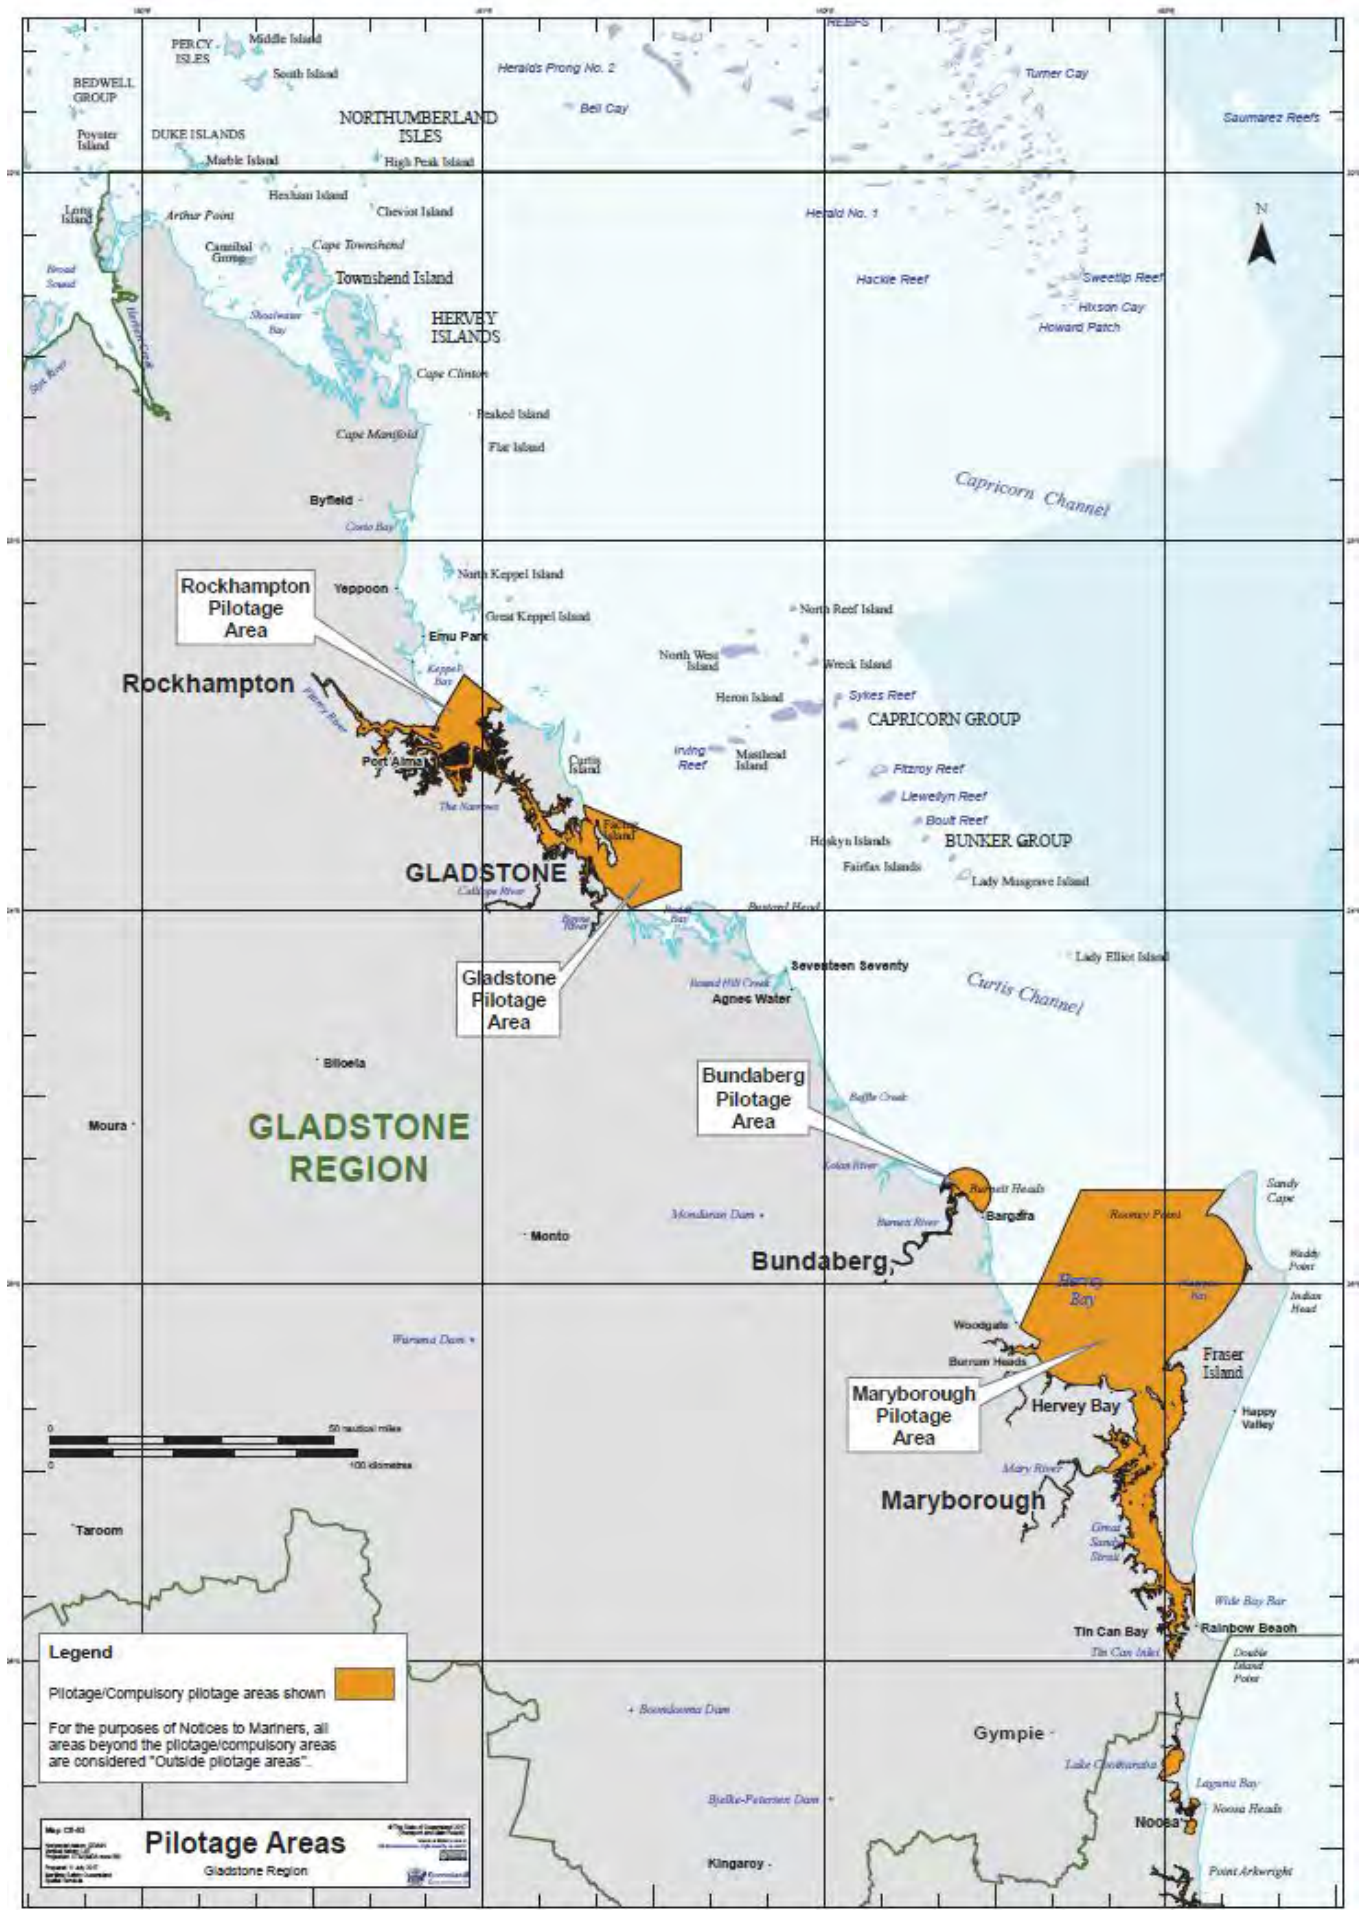 REEFS
PERCY
ISLES
Middle Island
South Island
Heralds Prong No. 2
Bell Cay
Turner Cay
Saumarez Reefs
BEDWELL
GROUP
NORTHUMBERLAND
ISLES
Poynter
Island
DUKE ISLANDS
Marble Island
High Peak Island
Hexham Island
Cheviot Island
Long
Island
Arthur Point
Herald No. 1
N
Cannibal
Group
Cape Townshend
Townshend Island
Broad
Sound
Hackie Reef
Sweetlip Reef
Hixson Cay
Howard Patch
Shoalwater
Bay
HERVEY
ISLANDS
Styx River
Cape Clinton
Peaked Island
Cape Manifold
Flat Island
Byfield
Capricorn Channel
Corio Bay
North Keppel Island
Rockhampton
Pilotage
Area
Yeppoon
Great Keppel Island
North Reef Island
Emu Park
Keppel
Bay
North West
Island
Wreck Island
Rockhampton
Fitzroy River
Heron Island
Sykes Reef
CAPRICORN GROUP
Port Alma
Curtis
Island
Irving
Reef
Masthead
Island
Fitzroy Reef
The Narrows
Llewellyn Reef
Facing
Island
Boult Reef
Hoskyn Islands
BUNKER GROUP
GLADSTONE
Fairfax Islands
Lady Musgrave Island
Calliope River
Boyne
River
Bustard Head
Lady Elliot Island
Gladstone
Pilotage
Area
Seventeen Seventy
Round Hill Creek
Agnes Water
Curtis Channel
Biloela
Bundaberg
Pilotage
Area
Baffle Creek
Moura
GLADSTONE
REGION
Kolan River
Burnett Heads
Sandy
Cape
Monduran Dam
Burnett River
Bargara
Rooney Point
Monto
Bundaberg
Waddy
Point
Hervey
Bay
Indian
Head
Woodgate
Wuruma Dam
Burrum Heads
Fraser
Island
Maryborough
Pilotage
Area
Hervey Bay
Happy
Valley
0 50 nautical miles
0 100 kilometres
Mary River
Maryborough
Taroom
Great
Sandy
Strait
Wide Bay Bar
Tin Can Bay
Rainbow Beach
Tin Can Inlet
Double
Island
Point
Legend
Pilotage/Compulsory pilotage areas shown
For the purposes of Notices to Mariners, all
areas beyond the pilotage/compulsory areas
are considered "Outside pilotage areas".
Boondooma Dam
Gympie
Lake Cootharaba
Laguna Bay
Bjelke-Petersen Dam
Noosa Heads
Noosa
Pilotage Areas
Gladstone Region
Kingaroy
Point Arkwright